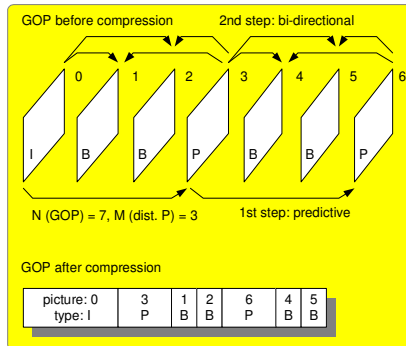 GOP before compression 2nd step: bi-directional
0 1 2 3 4 5 6
I B B P B B P
N (GOP) = 7, M (dist. P) = 3 1st step: predictive
GOP after compression
picture: 0 3 1 2 6 4 5
type: I P B B P B B